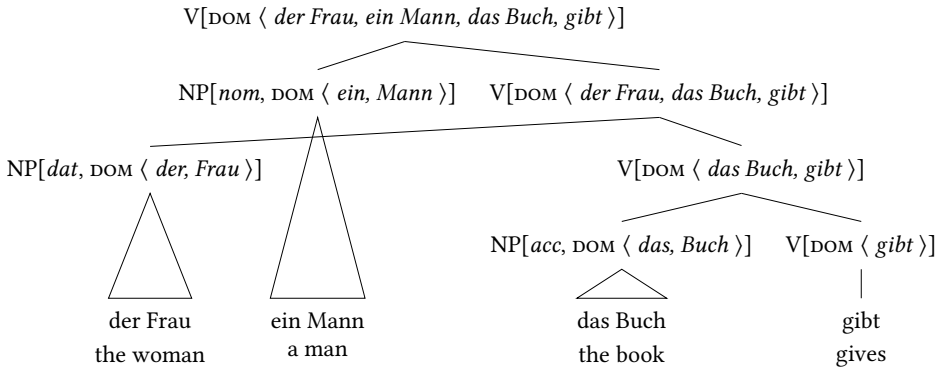 V[DOM ⟨ der Frau, ein Mann, das Buch, gibt ⟩]
NP[nom, DOM ⟨ ein, Mann ⟩] V[DOM ⟨ der Frau, das Buch, gibt ⟩]
NP[dat, DOM ⟨ der, Frau ⟩] V[DOM ⟨ das Buch, gibt ⟩]
NP[acc, DOM ⟨ das, Buch ⟩] V[DOM ⟨ gibt ⟩]
der Frau ein Mann das Buch gibt
the woman a man the book gives